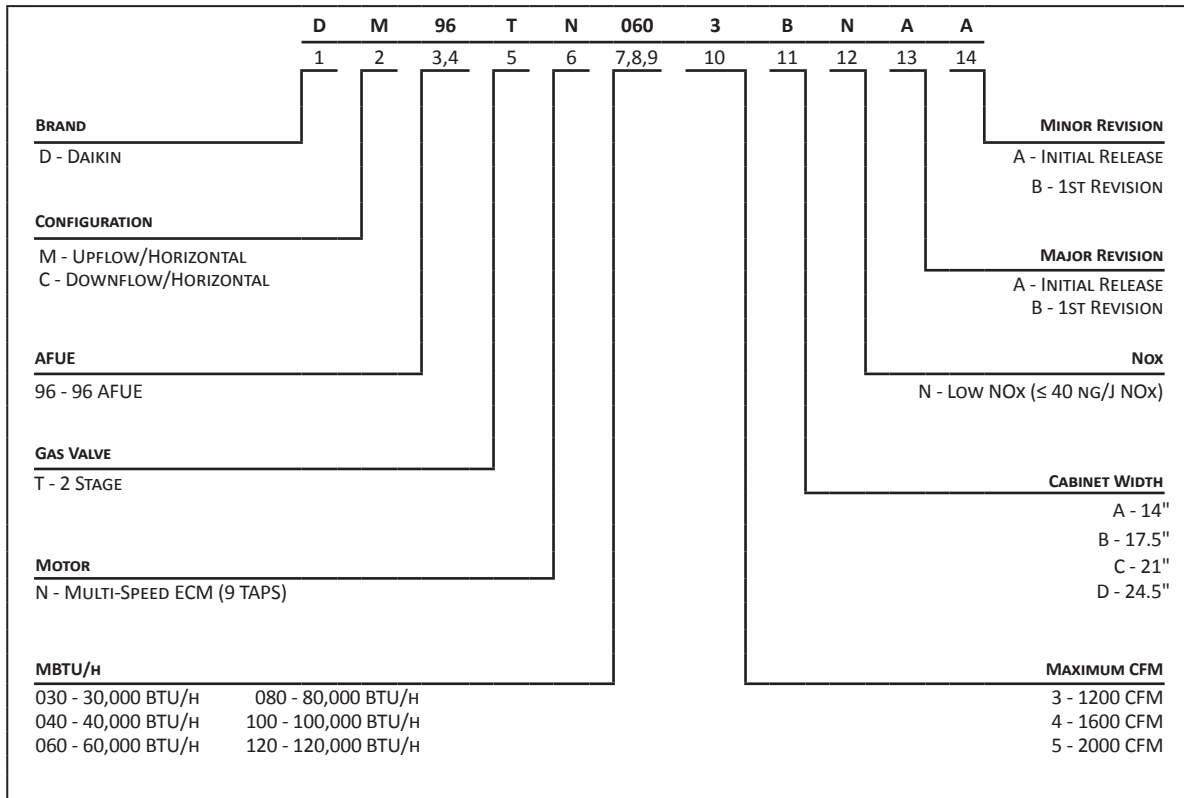 D M 96 T N 060 3 B N A A
1 2 3,4 5 6 7,8,9 10 11 12 13 14
BRAND
D - DAIKIN
CONFIGURATION
M - UPFLOW/HORIZONTAL
C - DOWNFLOW/HORIZONTAL
AFUE
96 - 96 AFUE
GAS VALVE
T - 2 STAGE
MOTOR
N - MULTI-SPEED ECM (9 TAPS)
MBTU/H
030 - 30,000 BTU/H 080 - 80,000 BTU/H
040 - 40,000 BTU/H 100 - 100,000 BTU/H
060 - 60,000 BTU/H 120 - 120,000 BTU/H
MINOR REVISION
A - INITIAL RELEASE
B - 1ST REVISION
MAJOR REVISION
A - INITIAL RELEASE
B - 1ST REVISION
NOX
N - LOW NOX (≤ 40 NG/J NOX)
CABINET WIDTH
A - 14"
B - 17.5"
C - 21"
D - 24.5"
MAXIMUM CFM
3 - 1200 CFM
4 - 1600 CFM
5 - 2000 CFM